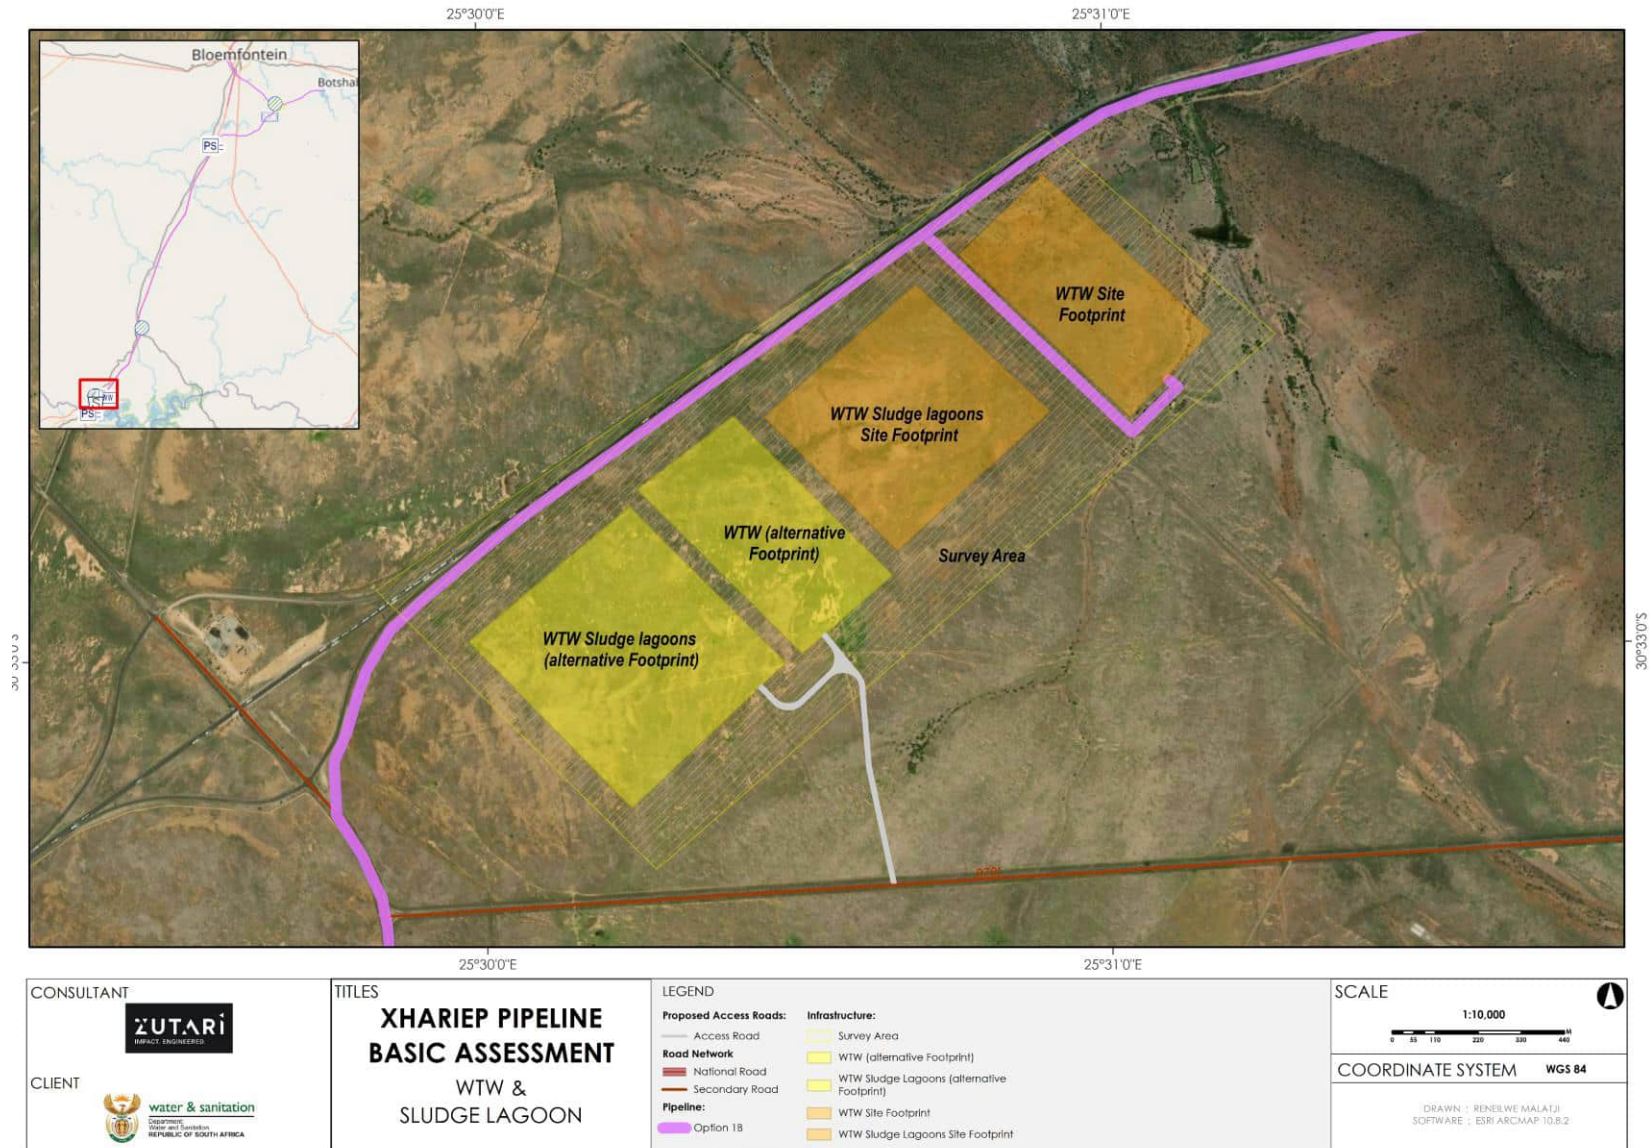 25°30'0"E
25°31'0"E
Bloemfontein
Botshal
PS
PS
WTW Site
Footprint
WTW Sludge lagoons
Site Footprint
WTW (alternative
Footprint)
Survey Area
WTW Sludge lagoons
(alternative Footprint)
30°33'0"S
25°30'0"E
25°31'0"E
CONSULTANT
ZUTARI
IMPACT. ENGINEERED.
CLIENT
water & sanitation
Department:
Water and Sanitation
REPUBLIC OF SOUTH AFRICA
TITLES
XHARIEP PIPELINE
BASIC ASSESSMENT
WTW &
SLUDGE LAGOON
LEGEND
Proposed Access Roads:
Access Road
Road Network
National Road
Secondary Road
Pipeline:
Option 1B
Infrastructure:
Survey Area
WTW (alternative Footprint)
WTW Sludge Lagoons (alternative
Footprint)
WTW Site Footprint
WTW Sludge Lagoons Site Footprint
SCALE
1:10,000
M
0 55 110 220 330 440
COORDINATE SYSTEM WGS 84
DRAWN : RENEILWE MALATJI
SOFTWARE : ESRI ARCMAP 10.8.2